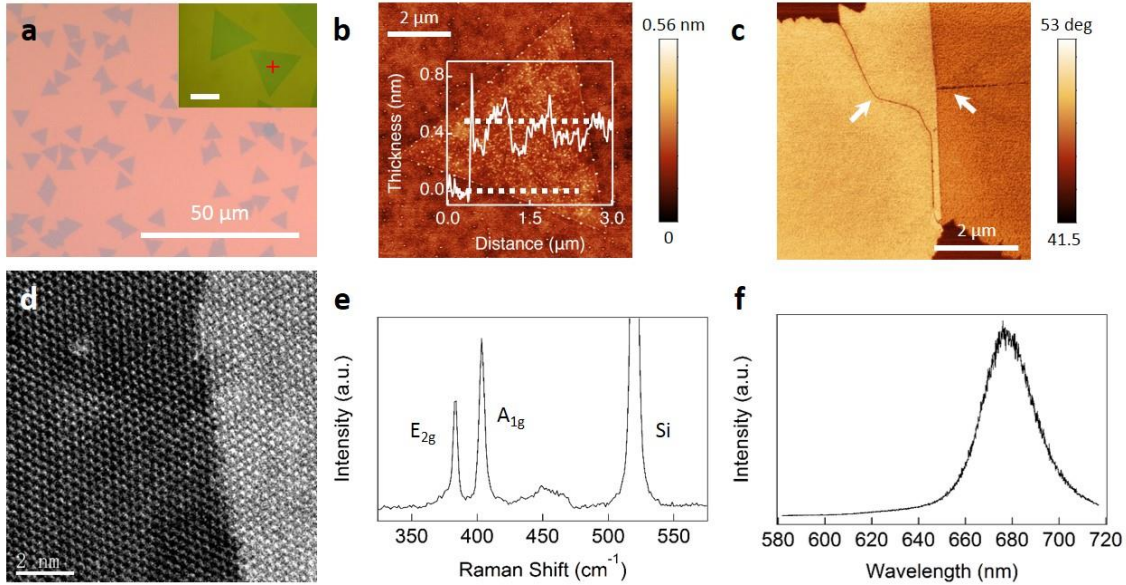 a
50 µm
b
2 µm
0.56 nm
0
Thickness (nm)
0.8
0.4
0.0
0.0
1.5
3.0
Distance (µm)
c
53 deg
41.5
2 µm
d
2 nm
e
Intensity (a.u.)
E2g
A1g
Si
350
400
450
500
550
Raman Shift (cm-1)
f
Intensity (a.u.)
580
600
620
640
660
680
700
720
Wavelength (nm)